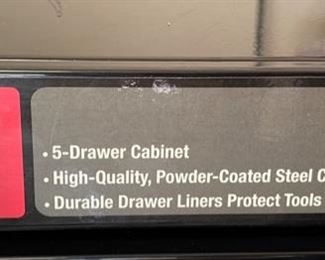 • 5-Drawer Cabinet
• High-Quality, Powder-Coated Steel C
• Durable Drawer Liners Protect Tools